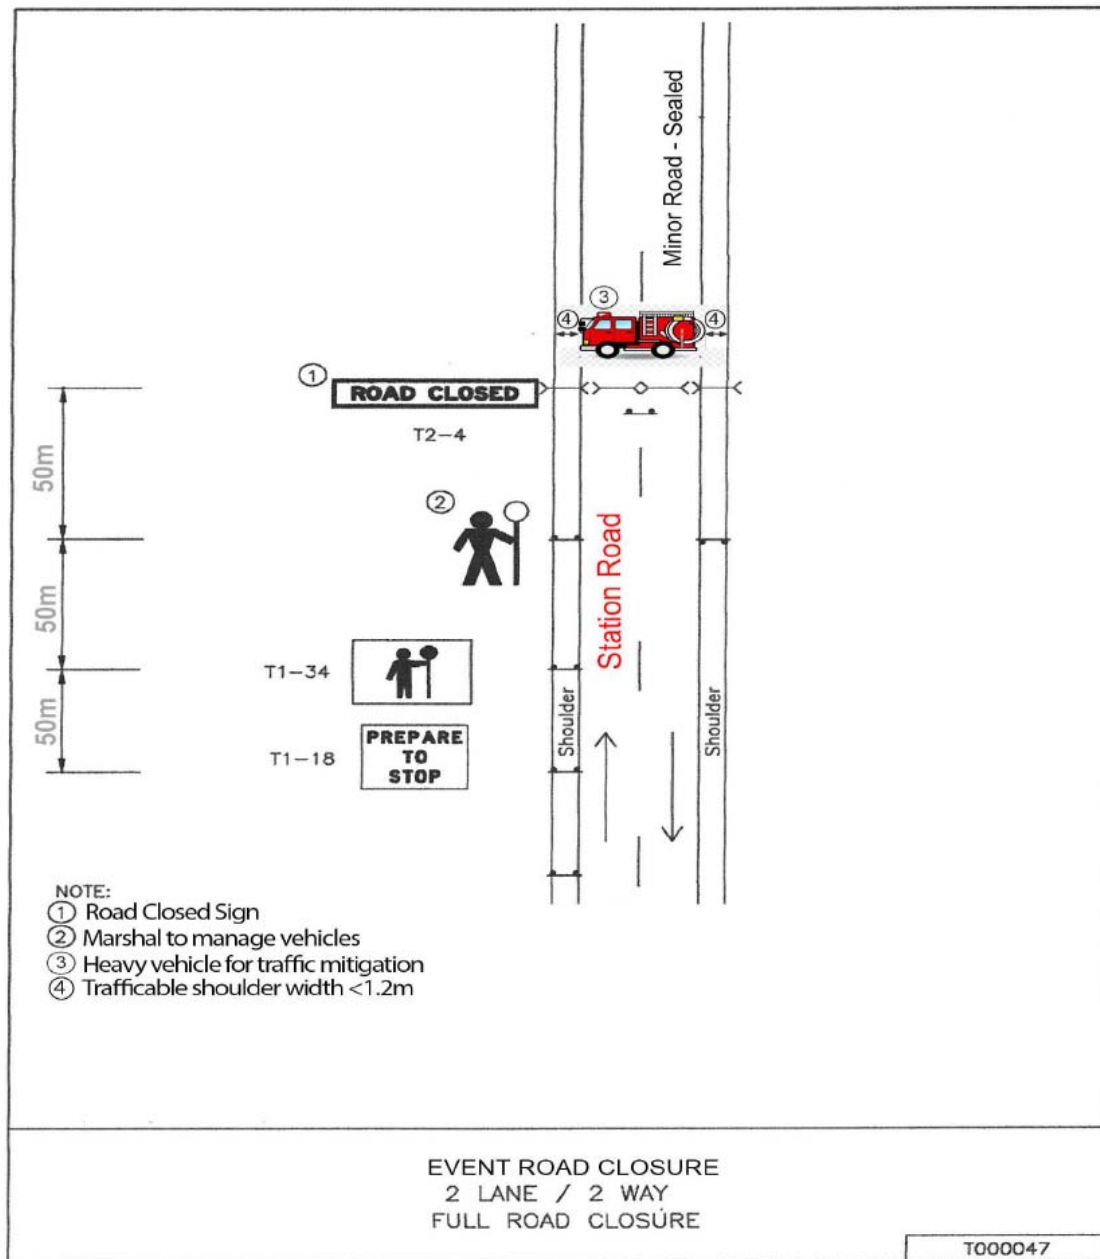 Minor Road - Sealed
3
4
4
1
ROAD CLOSED
T2-4
50m
2
50m
Station Road
T1-34
50m
Shoulder
Shoulder
T1-18
PREPARE
TO
STOP
NOTE:
1 Road Closed Sign
2 Marshal to manage vehicles
3 Heavy vehicle for traffic mitigation
4 Trafficable shoulder width <1.2m
EVENT ROAD CLOSURE
2 LANE / 2 WAY
FULL ROAD CLOSURE
T000047